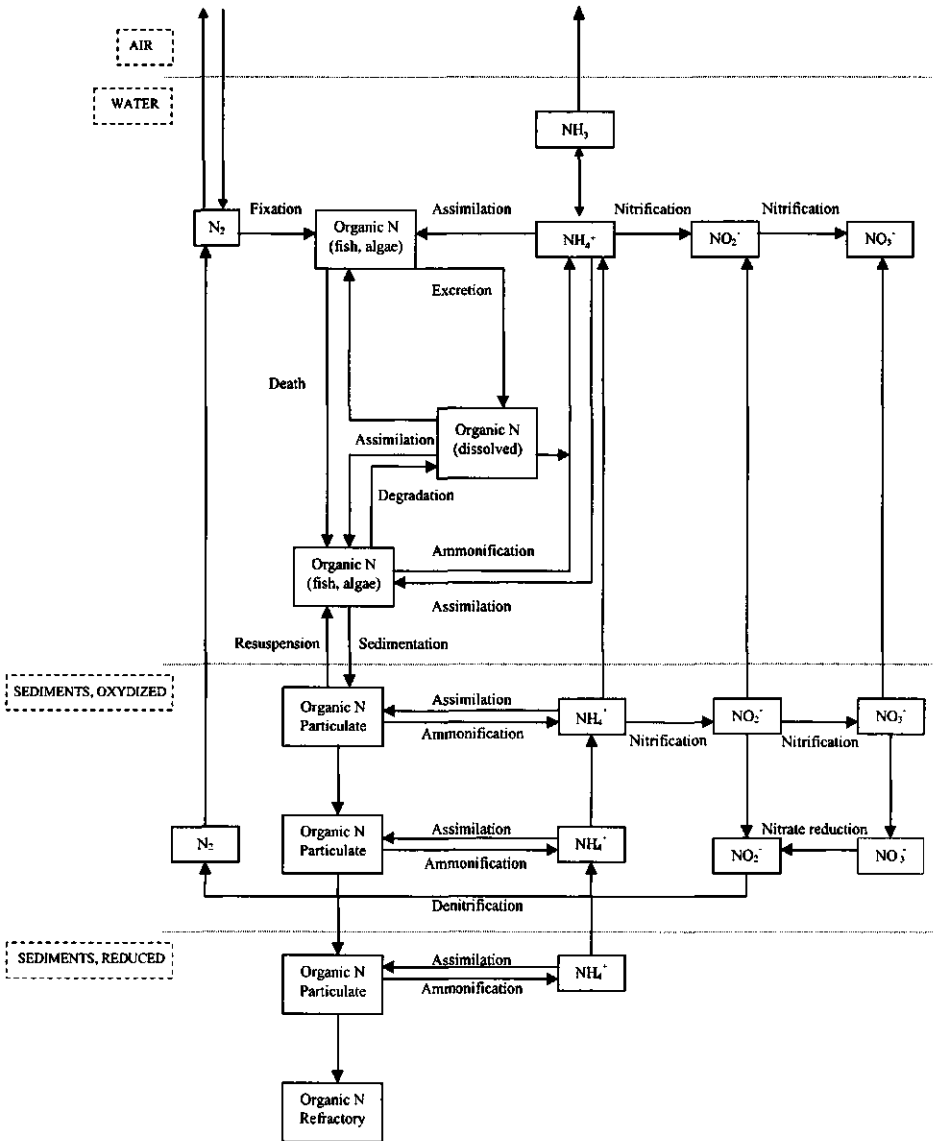 AIR
WATER
NH₃
Fixation
Assimilation
Nitrification
Nitrification
N₂
Organic N
(fish, algae)
NH₄⁺
NO₂⁻
NO₃⁻
Excretion
Death
Organic N
(dissolved)
Assimilation
Degradation
Organic N
(fish, algae)
Ammonification
Assimilation
Resuspension
Sedimentation
SEDIMENTS, OXYDIZED
Organic N
Particulate
Assimilation
Ammonification
NH₄⁺
Nitrification
NO₂⁻
Nitrification
NO₃⁻
N₂
Organic N
Particulate
Assimilation
Ammonification
NH₄⁺
NO₂⁻
Nitrate reduction
NO₃⁻
Denitrification
SEDIMENTS, REDUCED
Organic N
Particulate
Assimilation
Ammonification
NH₄⁺
Organic N
Refractory